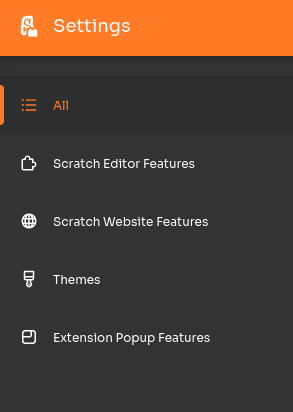 Settings
All
Scratch Editor Features
Scratch Website Features
Themes
Extension Popup Features